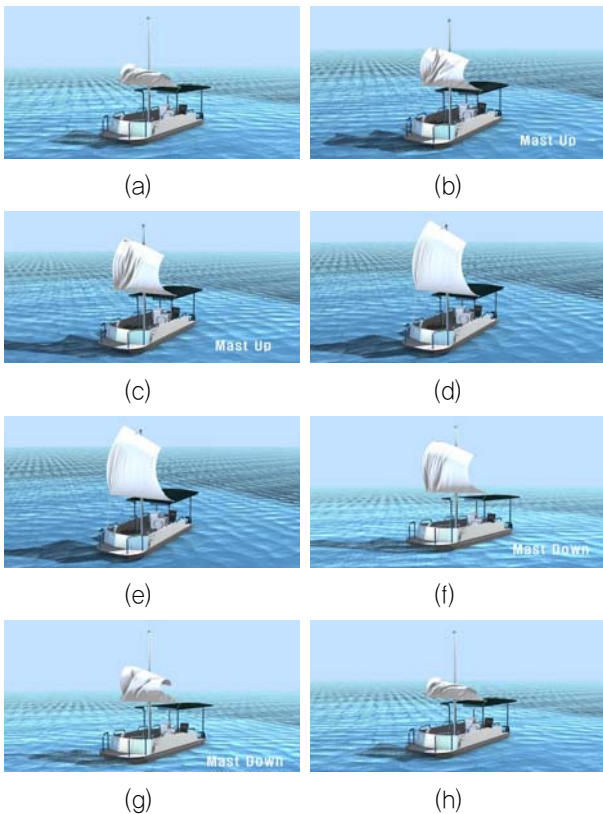 (a)
(b)
Mast Up
(c)
Mast Up
(d)
(e)
(f)
Mast Down
(g)
Mast Down
(h)